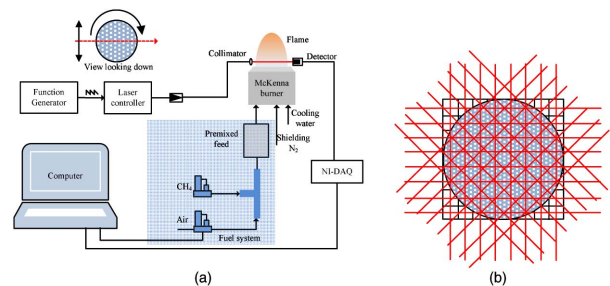 Flame
View looking down
Collimator
Detector
Function
Generator
Laser
controller
McKenna
burner
Cooling
water
Premixed
feed
Shielding
N2
Computer
CH4
NI-DAQ
Air
Fuel system
(a)
(b)